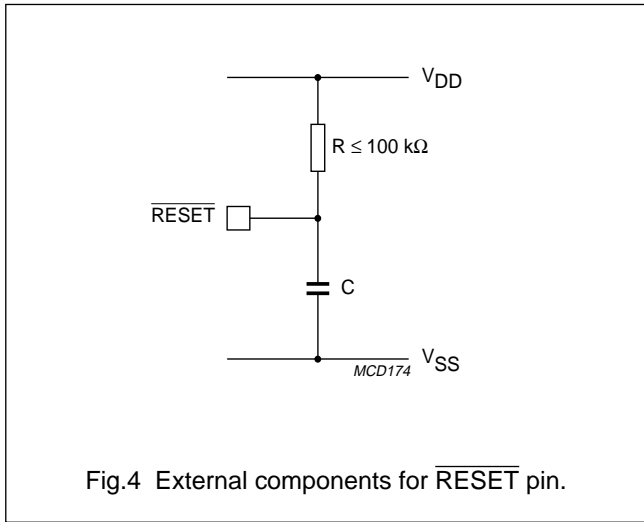 VDD
R ≤ 100 kΩ
RESET
C
MCD174
VSS
Fig.4 External components for RESET pin.